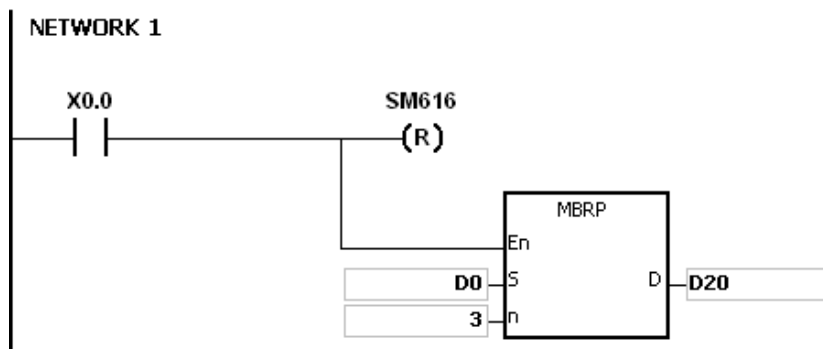 NETWORK 1
X0.0 SM616
(R)
MBRP
En
D0 S D D20
3 n